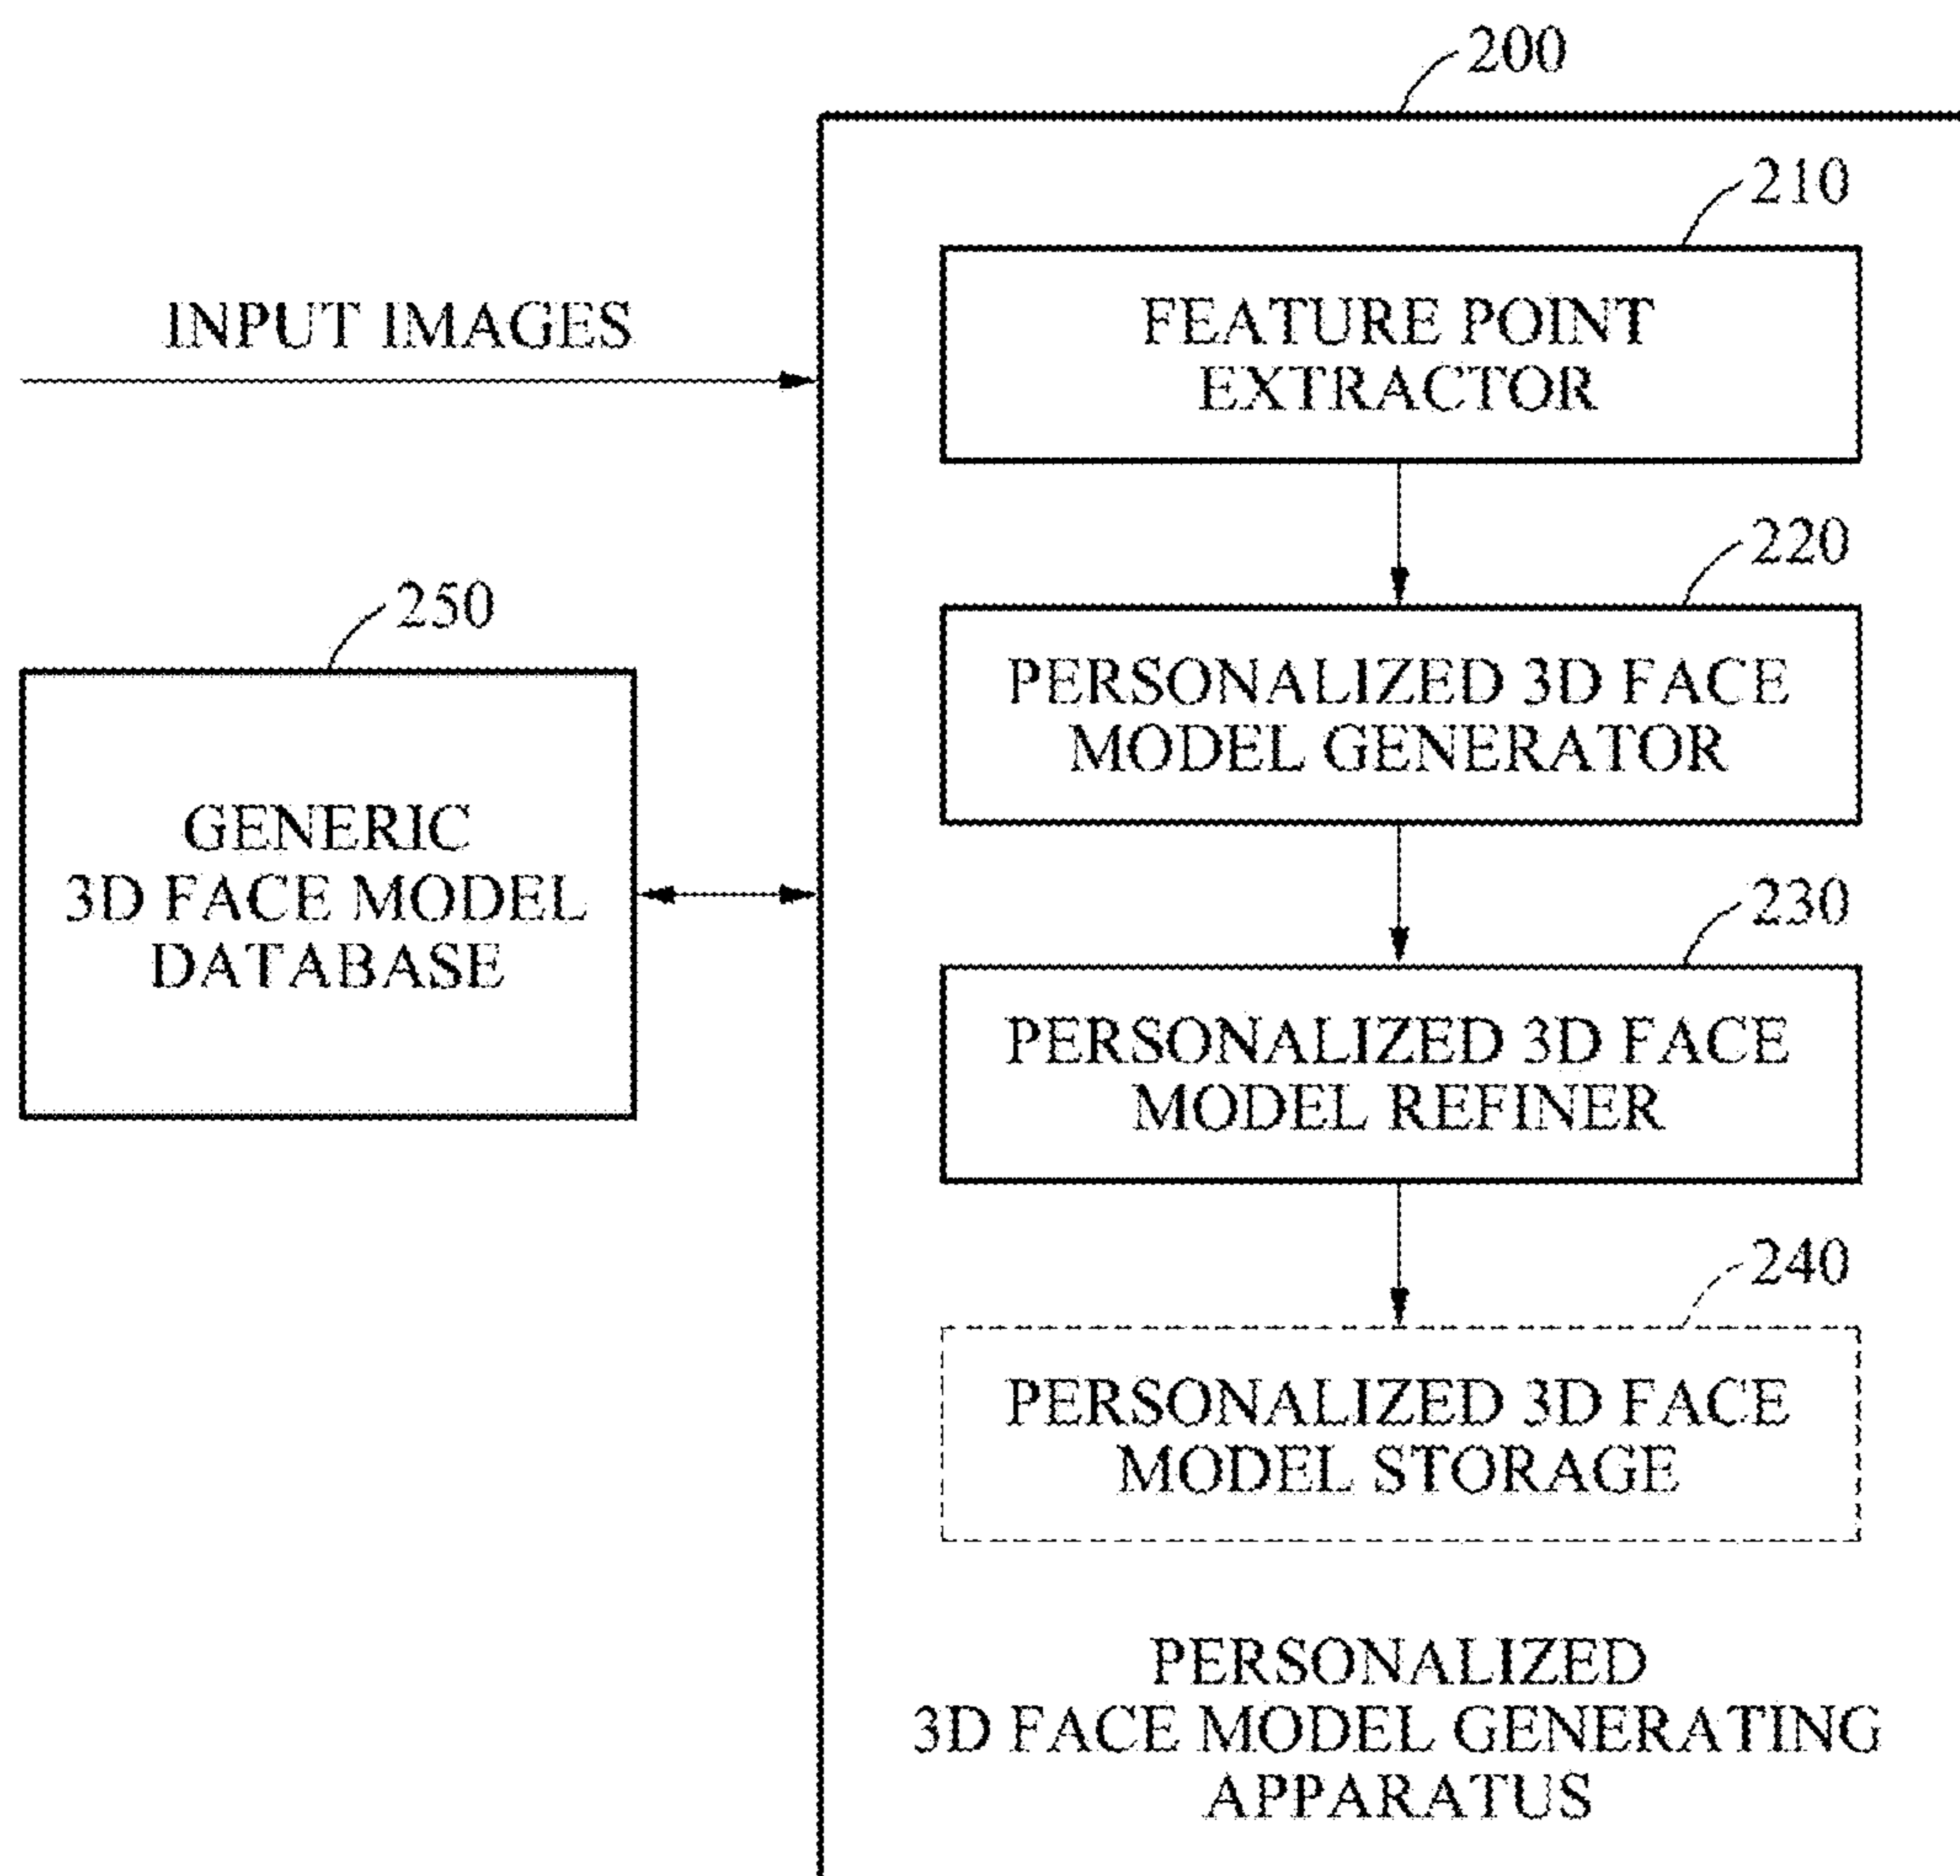 200
210
INPUT IMAGES
FEATURE POINT
EXTRACTOR
220
250
PERSONALIZED 3D FACE
MODEL GENERATOR
GENERIC
3D FACE MODEL
DATABASE
230
PERSONALIZED 3D FACE
MODEL REFINER
240
PERSONALIZED 3D FACE
MODEL STORAGE
PERSONALIZED
3D FACE MODEL GENERATING
APPARATUS